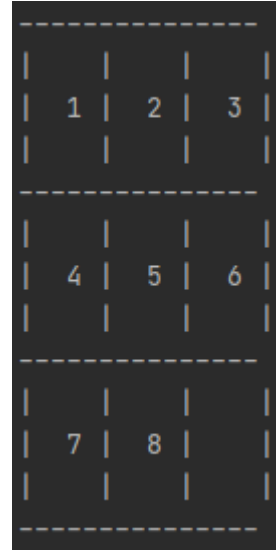 ----------------
|    |    |    |
|  1 |  2 |  3 |
|    |    |    |
----------------
|    |    |    |
|  4 |  5 |  6 |
|    |    |    |
----------------
|    |    |    |
|  7 |  8 |    |
|    |    |    |
----------------